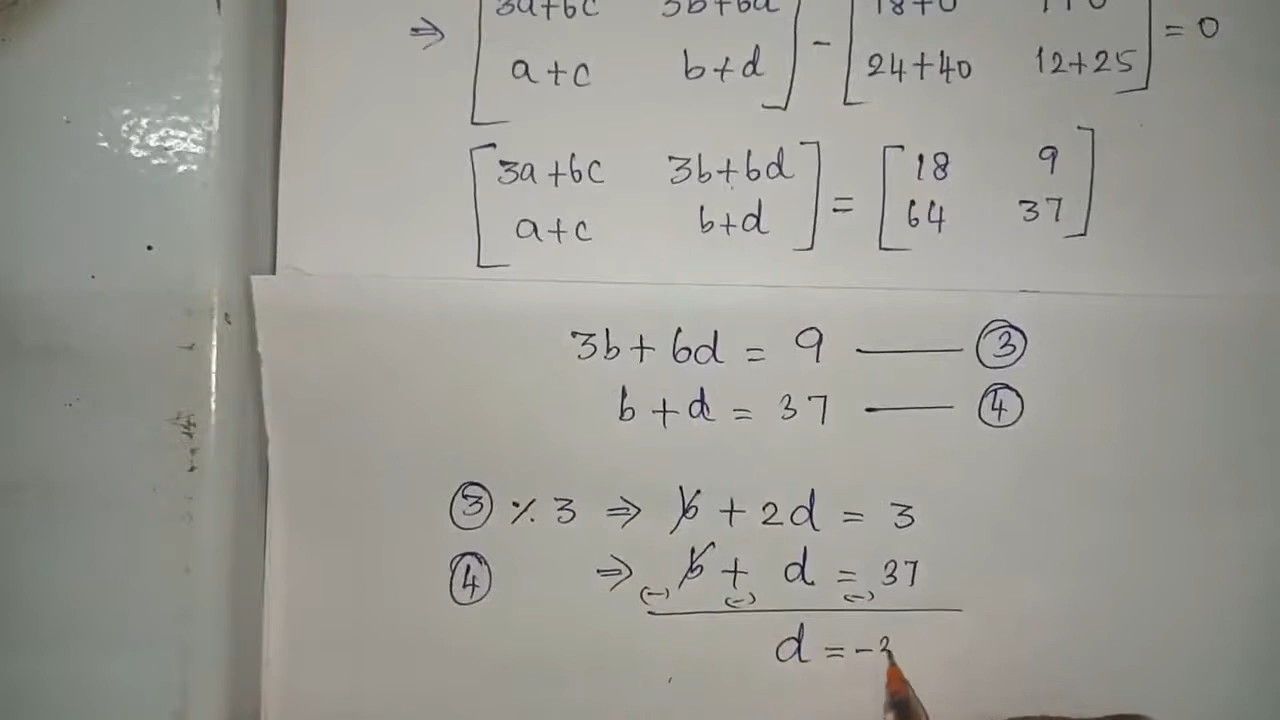 ⇒ [ 3a+6c 3b+6d ] - [ 18+0 ] = 0
a+c b+d 24+40 12+25
[ 3a+6c 3b+6d ] = [ 18 9 ]
a+c b+d 64 37
3b+6d = 9 —— ③
b+d = 37 —— ④
③ ٪ 3 ⇒ b + 2d = 3
④ ⇒ b + d = 37
(-) (-) (-)
d = -3